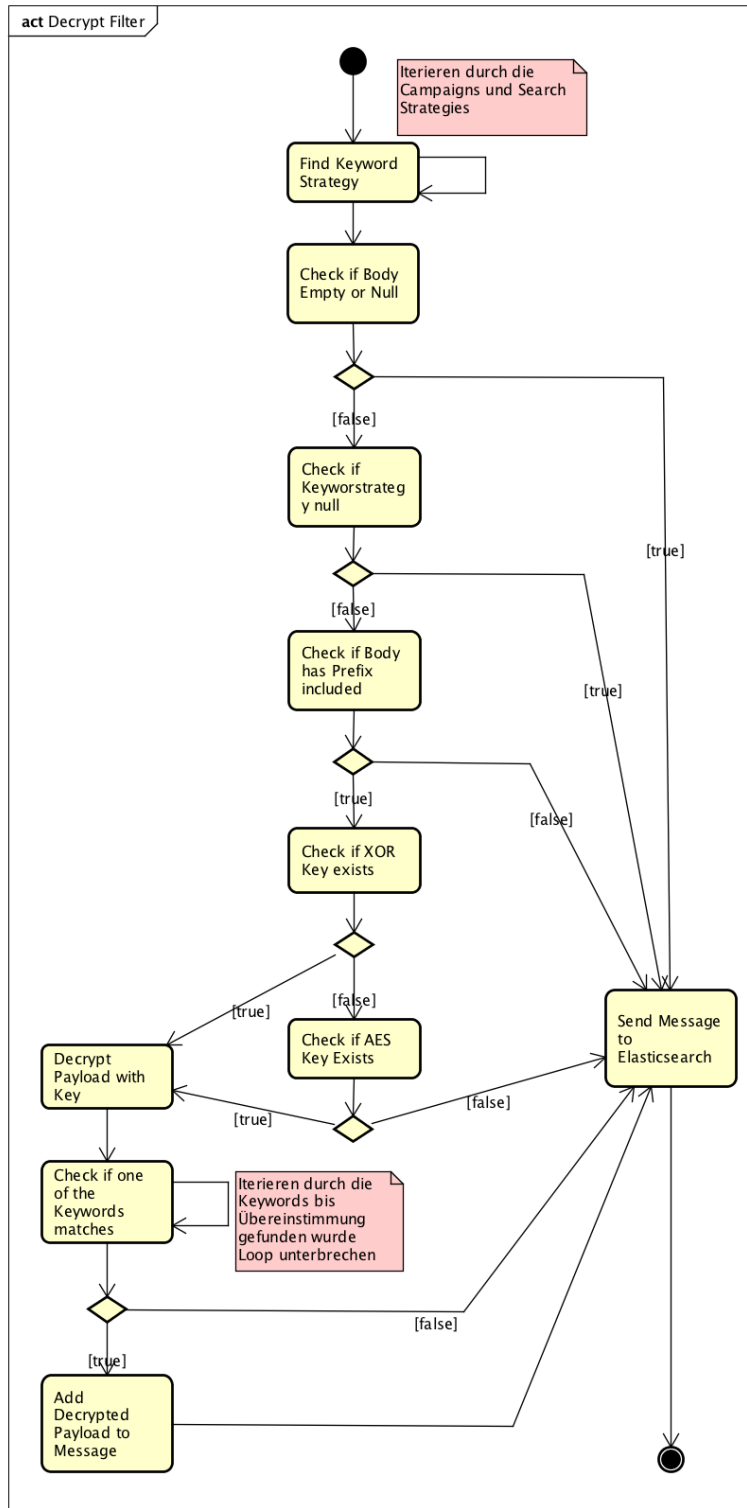 act Decrypt Filter
Iterieren durch die
Campaigns und Search
Strategies
Find Keyword
Strategy
Check if Body
Empty or Null
[false]
Check if
Keyworstrateg
y null
[true]
[false]
Check if Body
has Prefix
included
[true]
[true]
[false]
Check if XOR
Key exists
[true]
[false]
Send Message
to
Elasticsearch
Check if AES
Key Exists
Decrypt
Payload with
Key
[true]
[false]
Check if one
of the
Keywords
matches
Iterieren durch die
Keywords bis
Übereinstimmung
gefunden wurde
Loop unterbrechen
[false]
[true]
Add
Decrypted
Payload to
Message